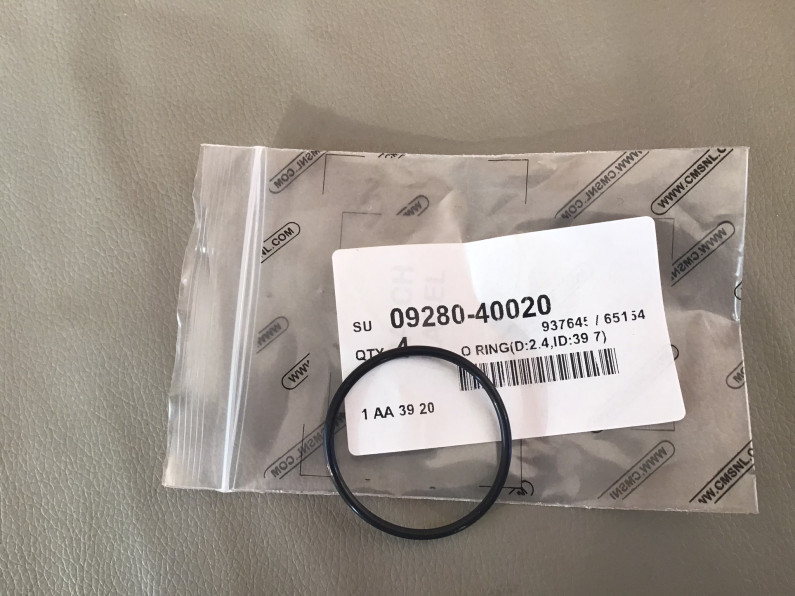 WWW.CMSNL.COM
SU 09280-40020
937645 / 65154
QTY 4
O RING(D:2.4,ID:39.7)
1 AA 39 20